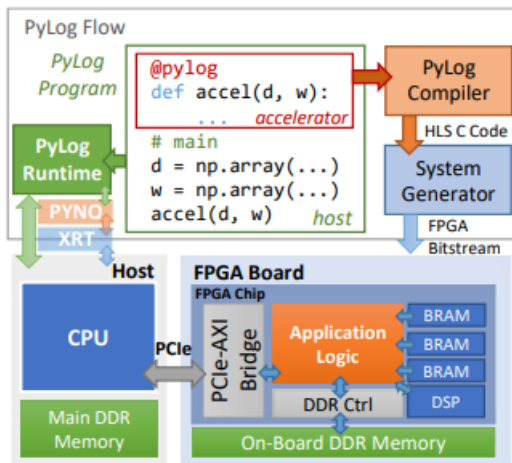 PyLog Flow
PyLog
Program
@pylog
def accel(d, w):
... accelerator
# main
d = np.array(...)
w = np.array(...)
accel(d, w) host
PyLog
Compiler
HLS C Code
System
Generator
FPGA
Bitstream
PyLog
Runtime
PYNQ
XRT
Host
CPU
Main DDR
Memory
PCIe
FPGA Board
FPGA Chip
PCIe-AXI
Bridge
Application
Logic
BRAM
BRAM
BRAM
DSP
DDR Ctrl
On-Board DDR Memory